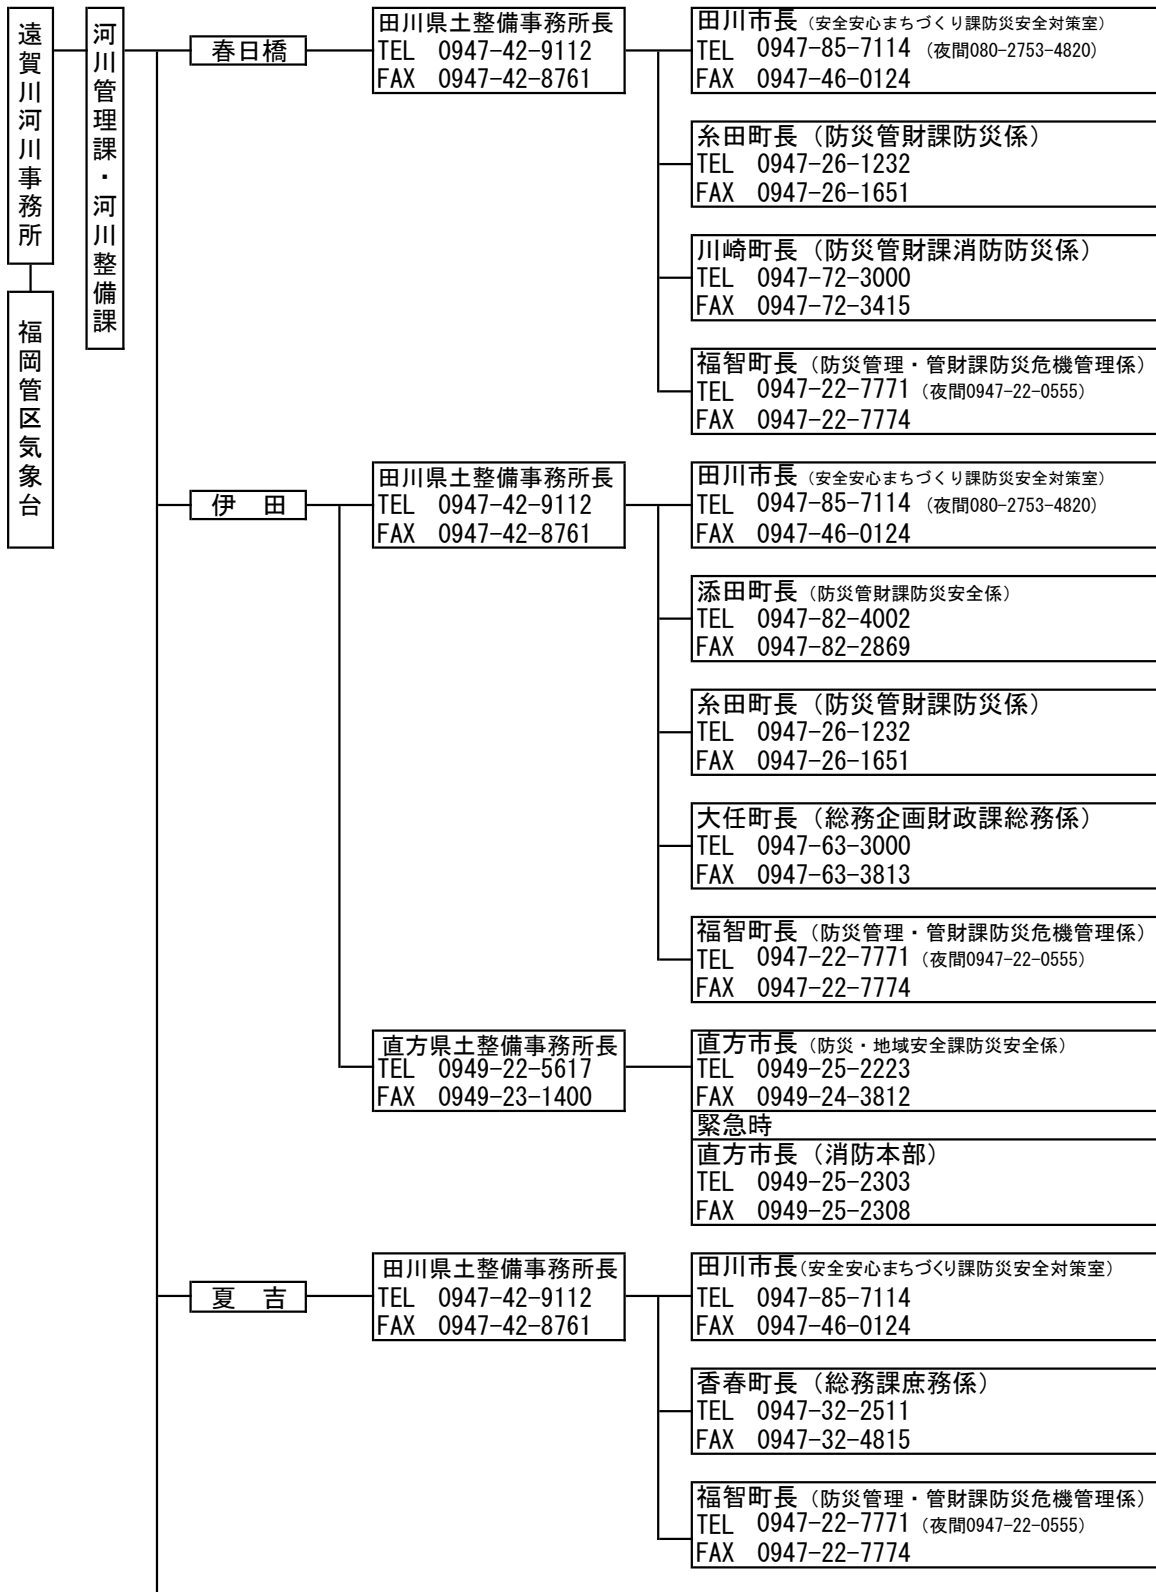 遠賀川河川事務所
福岡管区気象台
河川管理課・河川整備課
春日橋
田川県土整備事務所長
TEL 0947-42-9112
FAX 0947-42-8761
田川市長（安全安心まちづくり課防災安全対策室）
TEL 0947-85-7114（夜間080-2753-4820）
FAX 0947-46-0124
糸田町長（防災管財課防災係）
TEL 0947-26-1232
FAX 0947-26-1651
川崎町長（防災管財課消防防災係）
TEL 0947-72-3000
FAX 0947-72-3415
福智町長（防災管理・管財課防災危機管理係）
TEL 0947-22-7771（夜間0947-22-0555）
FAX 0947-22-7774
伊 田
田川県土整備事務所長
TEL 0947-42-9112
FAX 0947-42-8761
田川市長（安全安心まちづくり課防災安全対策室）
TEL 0947-85-7114（夜間080-2753-4820）
FAX 0947-46-0124
添田町長（防災管財課防災安全係）
TEL 0947-82-4002
FAX 0947-82-2869
糸田町長（防災管財課防災係）
TEL 0947-26-1232
FAX 0947-26-1651
大任町長（総務企画財政課総務係）
TEL 0947-63-3000
FAX 0947-63-3813
福智町長（防災管理・管財課防災危機管理係）
TEL 0947-22-7771（夜間0947-22-0555）
FAX 0947-22-7774
直方県土整備事務所長
TEL 0949-22-5617
FAX 0949-23-1400
直方市長（防災・地域安全課防災安全係）
TEL 0949-25-2223
FAX 0949-24-3812
緊急時
直方市長（消防本部）
TEL 0949-25-2303
FAX 0949-25-2308
夏 吉
田川県土整備事務所長
TEL 0947-42-9112
FAX 0947-42-8761
田川市長（安全安心まちづくり課防災安全対策室）
TEL 0947-85-7114
FAX 0947-46-0124
香春町長（総務課庶務係）
TEL 0947-32-2511
FAX 0947-32-4815
福智町長（防災管理・管財課防災危機管理係）
TEL 0947-22-7771（夜間0947-22-0555）
FAX 0947-22-7774